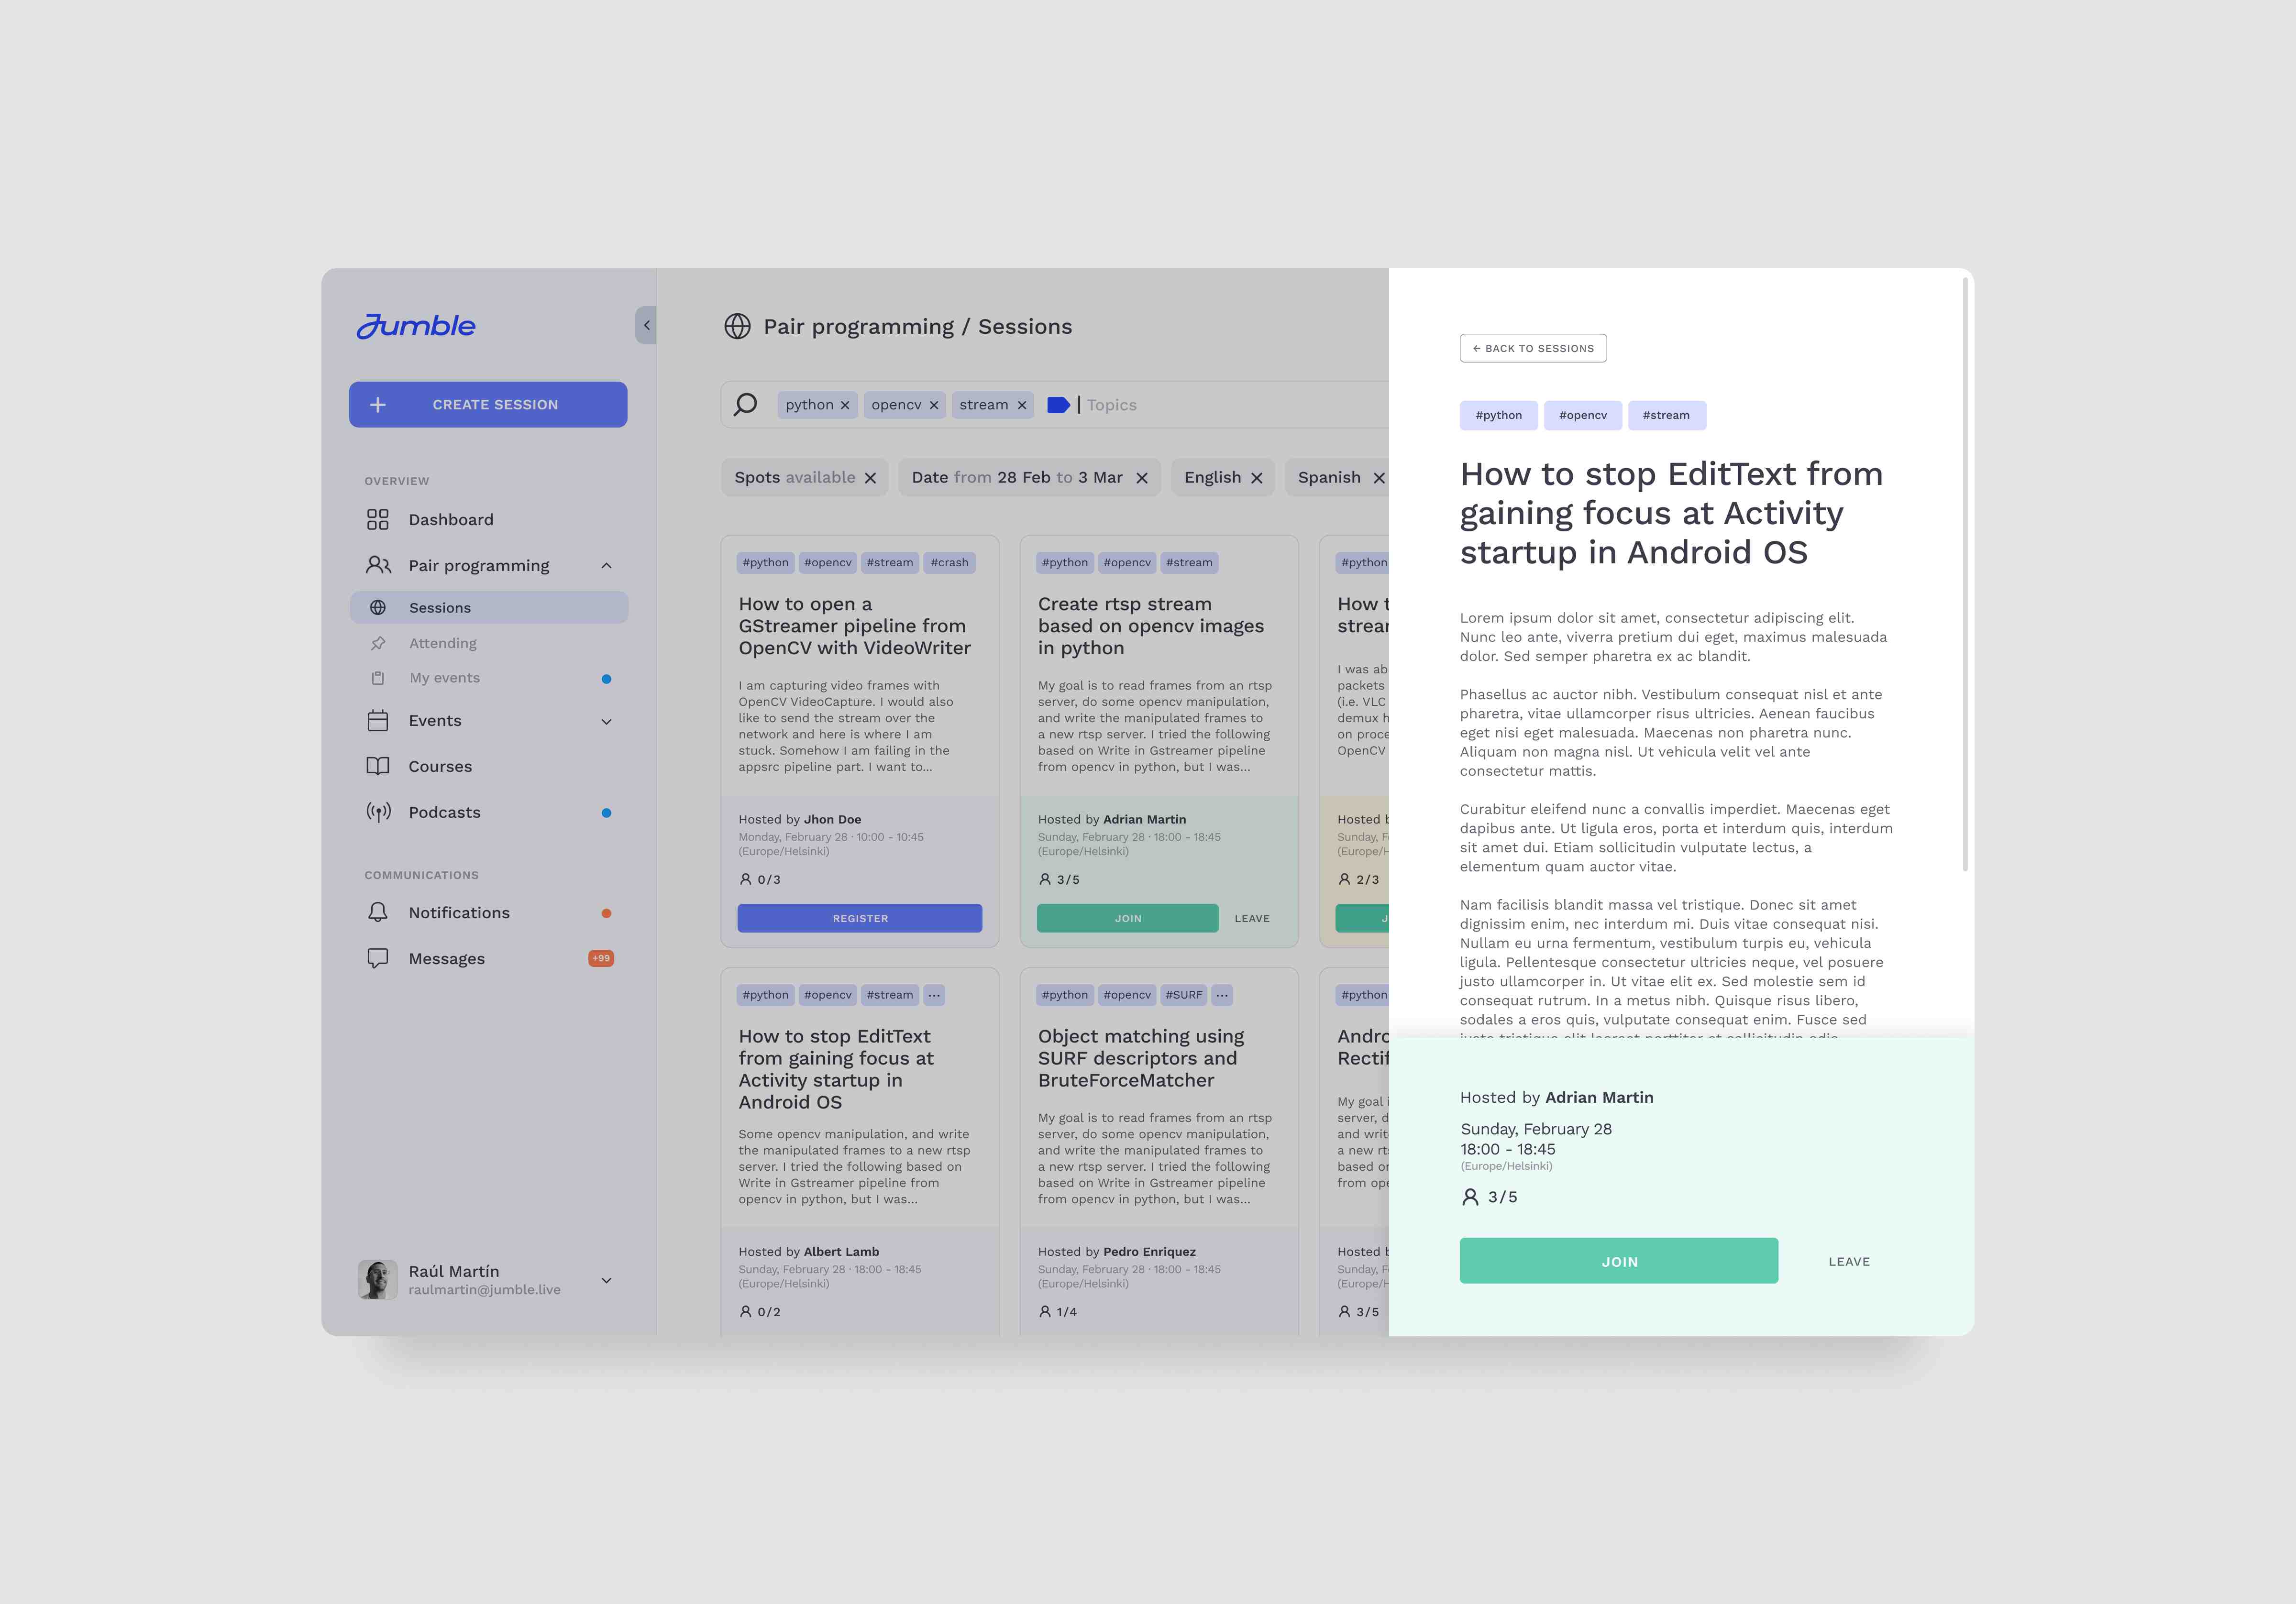 Jumble
CREATE SESSION
OVERVIEW
Dashboard
Pair programming
Sessions
Attending
My events
Events
Courses
Podcasts
COMMUNICATIONS
Notifications
Messages
+99
Raúl Martín
raulmartin@jumble.live
Pair programming / Sessions
python
opencv
stream
Topics
Spots available
Date from 28 Feb to 3 Mar
English
Spanish
#python #opencv #stream #crash
How to open a
GStreamer pipeline from
OpenCV with VideoWriter
I am capturing video frames with
OpenCV VideoCapture. I would also
like to send the stream over the
network and here is where I am
stuck. Somehow I am failing in the
appsrc pipeline part. I want to...
Hosted by Jhon Doe
Monday, February 28 · 10:00 - 10:45
(Europe/Helsinki)
0/3
REGISTER
#python #opencv #stream
Create rtsp stream
based on opencv images
in python
My goal is to read frames from an rtsp
server, do some opencv manipulation,
and write the manipulated frames to
a new rtsp server. I tried the following
based on Write in Gstreamer pipeline
from opencv in python, but I was...
Hosted by Adrian Martin
Sunday, February 28 · 18:00 - 18:45
(Europe/Helsinki)
3/5
JOIN
LEAVE
#python
How t
strear
I was ab
packets
(i.e. VLC
demux h
on proce
OpenCV
Hosted b
Sunday, F
(Europe/H
2/3
J
#python #opencv #stream ...
How to stop EditText
from gaining focus at
Activity startup in
Android OS
Some opencv manipulation, and write
the manipulated frames to a new rtsp
server. I tried the following based on
Write in Gstreamer pipeline from
opencv in python, but I was...
Hosted by Albert Lamb
Sunday, February 28 · 18:00 - 18:45
(Europe/Helsinki)
0/2
#python #opencv #SURF ...
Object matching using
SURF descriptors and
BruteForceMatcher
My goal is to read frames from an rtsp
server, do some opencv manipulation,
and write the manipulated frames to
a new rtsp server. I tried the following
based on Write in Gstreamer pipeline
from opencv in python, but I was...
Hosted by Pedro Enriquez
Sunday, February 28 · 18:00 - 18:45
(Europe/Helsinki)
1/4
#python
Andro
Rectif
My goal i
server, d
and writ
a new rt
based or
from ope
Hosted b
Sunday, F
(Europe/H
3/5
← BACK TO SESSIONS
#python #opencv #stream
How to stop EditText from
gaining focus at Activity
startup in Android OS
Lorem ipsum dolor sit amet, consectetur adipiscing elit.
Nunc leo ante, viverra pretium dui eget, maximus malesuada
dolor. Sed semper pharetra ex ac blandit.
Phasellus ac auctor nibh. Vestibulum consequat nisl et ante
pharetra, vitae ullamcorper risus ultricies. Aenean faucibus
eget nisi eget malesuada. Maecenas non pharetra nunc.
Aliquam non magna nisl. Ut vehicula velit vel ante
consectetur mattis.
Curabitur eleifend nunc a convallis imperdiet. Maecenas eget
dapibus ante. Ut ligula eros, porta et interdum quis, interdum
sit amet dui. Etiam sollicitudin vulputate lectus, a
elementum quam auctor vitae.
Nam facilisis blandit massa vel tristique. Donec sit amet
dignissim enim, nec interdum mi. Duis vitae consequat nisi.
Nullam eu urna fermentum, vestibulum turpis eu, vehicula
ligula. Pellentesque consectetur ultricies neque, vel posuere
justo ullamcorper in. Ut vitae elit ex. Sed molestie sem id
consequat rutrum. In a metus nibh. Quisque risus libero,
sodales a eros quis, vulputate consequat enim. Fusce sed
Hosted by Adrian Martin
Sunday, February 28
18:00 - 18:45
(Europe/Helsinki)
3/5
JOIN
LEAVE